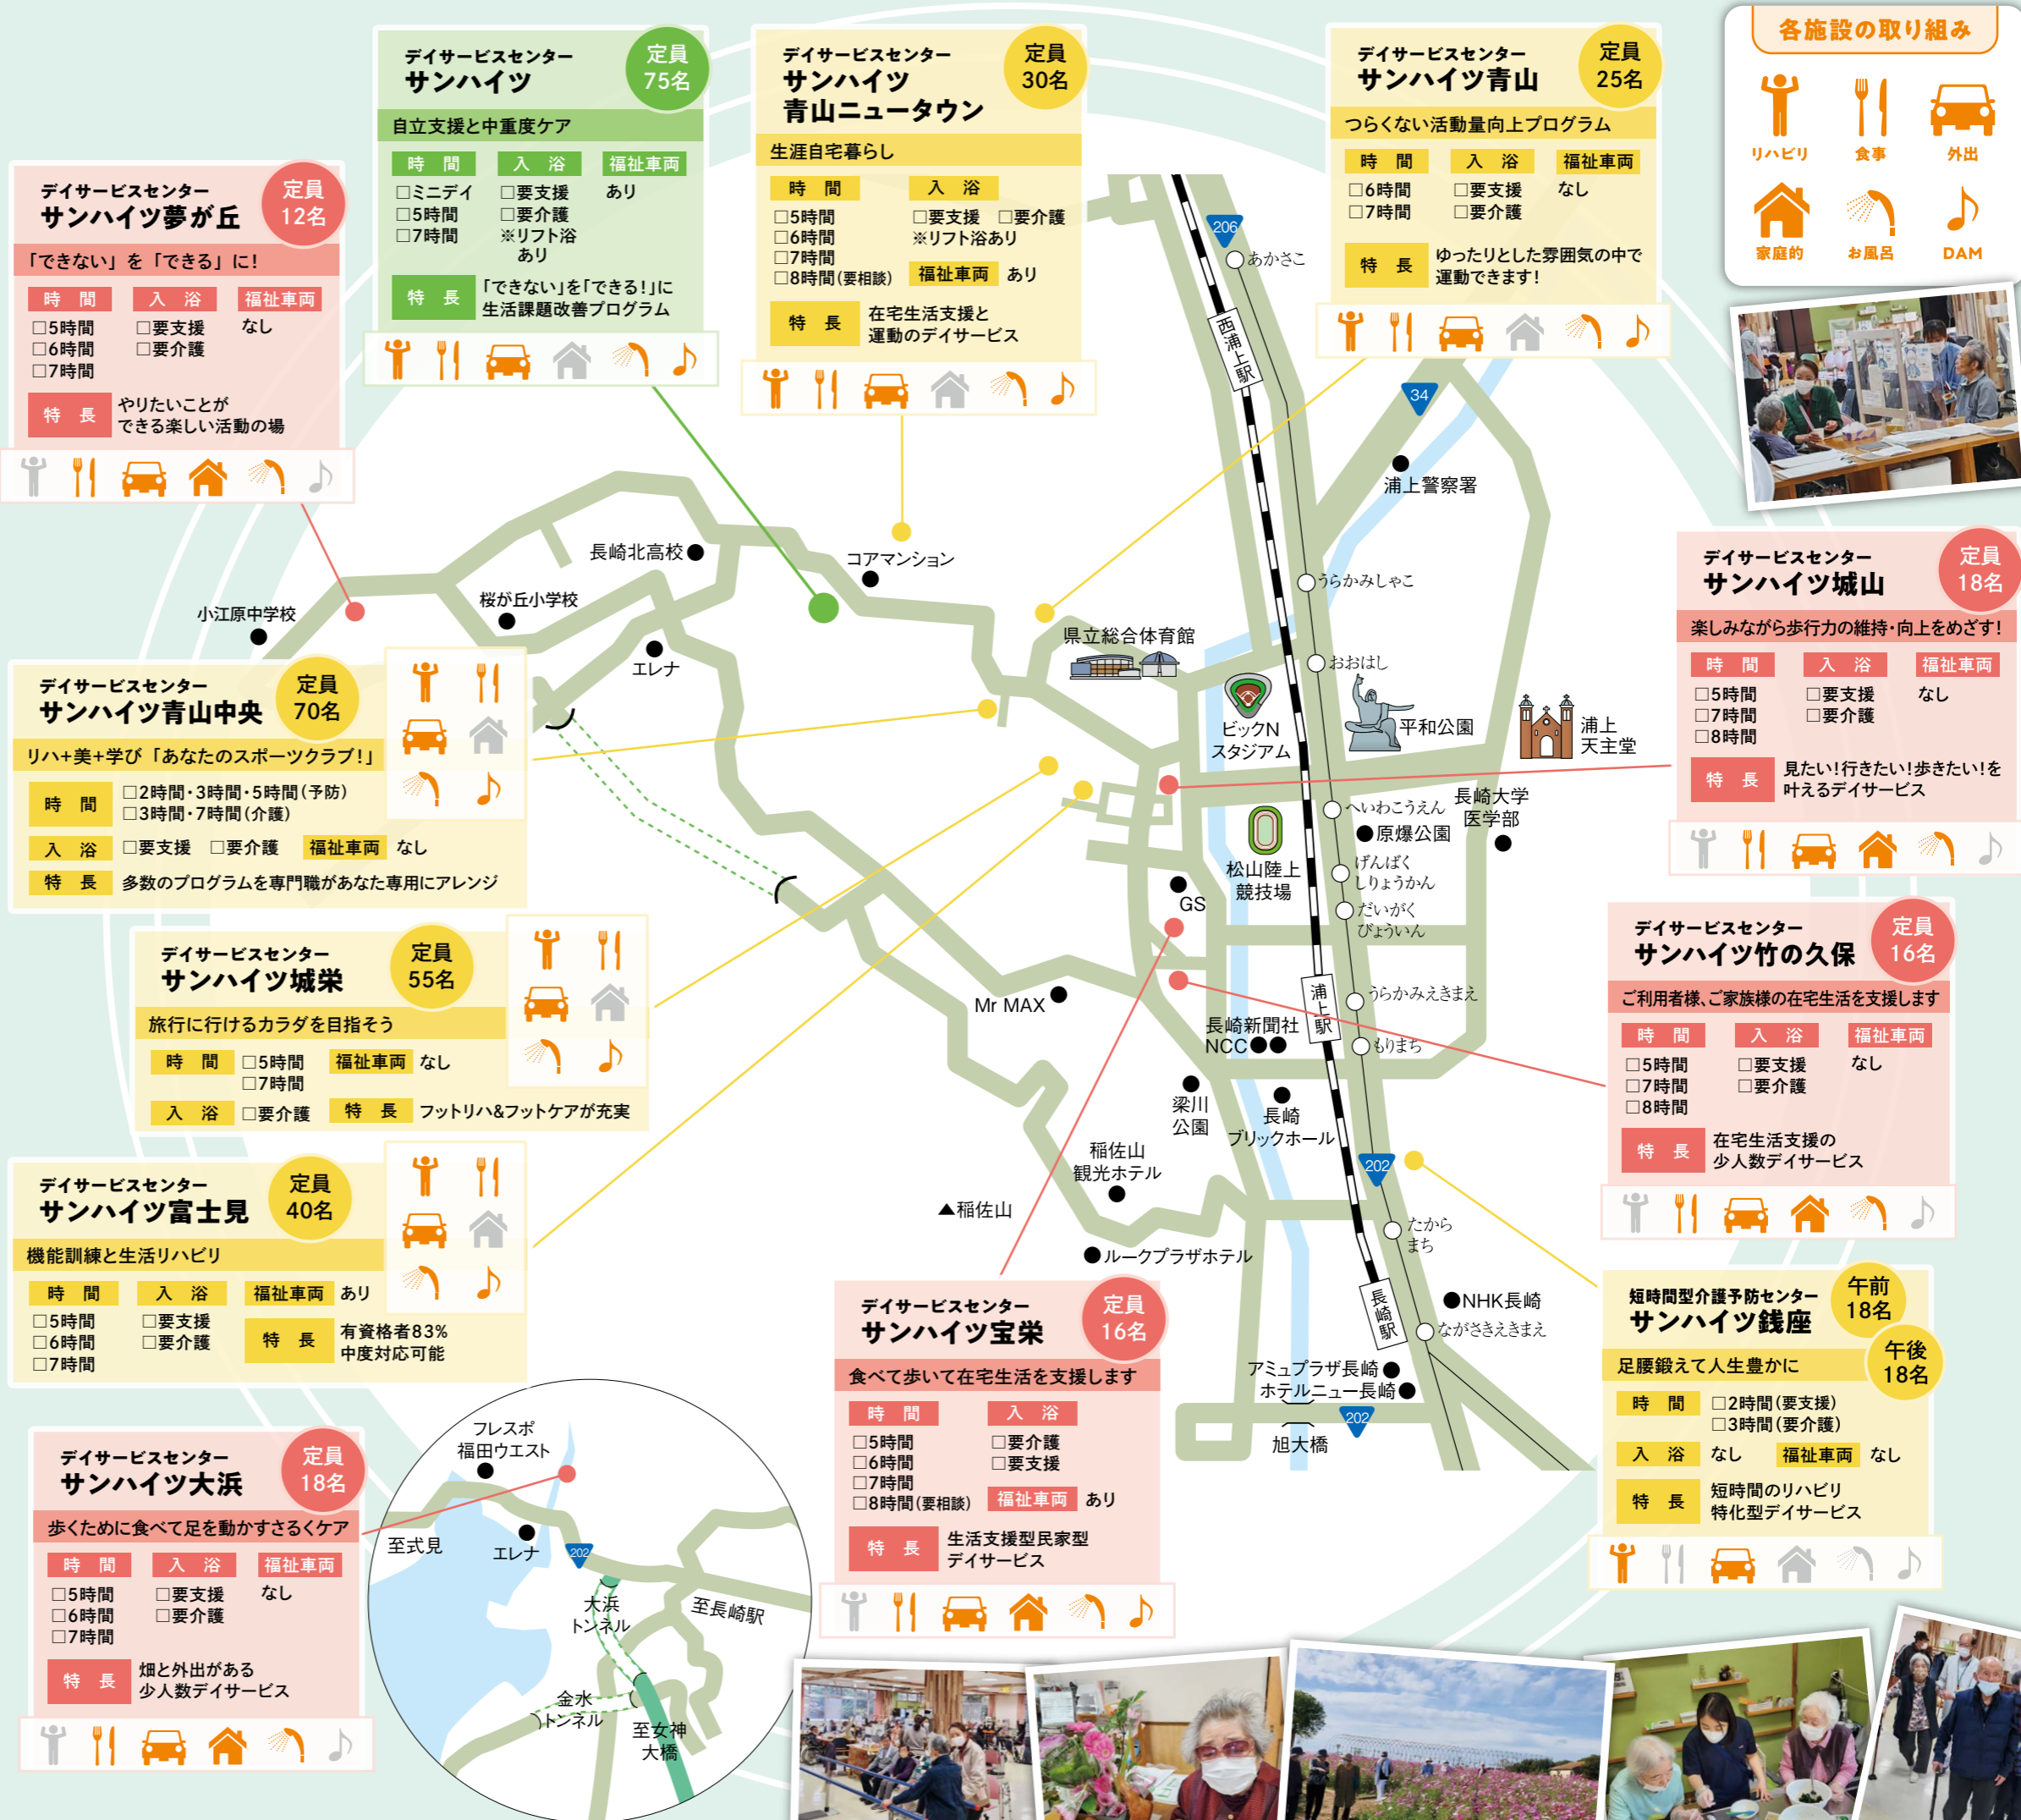 各施設の取り組み
リハビリ
食事
外出
家庭的
お風呂
DAM
デイサービスセンター
サンハイツ
定員
75名
自立支援と中重度ケア
時 間
入 浴
福祉車両
□ミニデイ
□5時間
□7時間
□要支援
□要介護
※リフト浴
あり
あり
特 長
「できない」を「できる!」に
生活課題改善プログラム
デイサービスセンター
サンハイツ
青山ニュータウン
定員
30名
生涯自宅暮らし
時 間
入 浴
□5時間
□6時間
□7時間
□8時間(要相談)
□要支援 □要介護
※リフト浴あり
福祉車両 あり
特 長
在宅生活支援と
運動のデイサービス
デイサービスセンター
サンハイツ青山
定員
25名
つらくない活動量向上プログラム
時 間
入 浴
福祉車両
□6時間
□7時間
□要支援
□要介護
なし
特 長
ゆったりとした雰囲気の中で
運動できます!
デイサービスセンター
サンハイツ夢が丘
定員
12名
「できない」を「できる」に!
時 間
入 浴
福祉車両
□5時間
□6時間
□7時間
□要支援
□要介護
なし
特 長
やりたいことが
できる楽しい活動の場
デイサービスセンター
サンハイツ青山中央
定員
70名
リハ+美+学び「あなたのスポーツクラブ!」
時 間
□2時間・3時間・5時間(予防)
□3時間・7時間(介護)
入 浴 □要支援 □要介護 福祉車両 なし
特 長 多数のプログラムを専門職があなた専用にアレンジ
デイサービスセンター
サンハイツ城栄
定員
55名
旅行に行けるカラダを目指そう
時 間 □5時間
□7時間
福祉車両 なし
入 浴 □要介護
特 長 フットリハ&フットケアが充実
デイサービスセンター
サンハイツ富士見
定員
40名
機能訓練と生活リハビリ
時 間
入 浴
福祉車両 あり
□5時間
□6時間
□7時間
□要支援
□要介護
特 長
有資格者83%
中度対応可能
デイサービスセンター
サンハイツ大浜
定員
18名
歩くために食べて足を動かすさるくケア
時 間
入 浴
福祉車両
□5時間
□6時間
□7時間
□要支援
□要介護
なし
特 長
畑と外出がある
少人数デイサービス
デイサービスセンター
サンハイツ宝栄
定員
16名
食べて歩いて在宅生活を支援します
時 間
入 浴
□5時間
□6時間
□7時間
□8時間(要相談)
□要介護
□要支援
福祉車両 あり
特 長
生活支援型民家型
デイサービス
デイサービスセンター
サンハイツ城山
定員
18名
楽しみながら歩行力の維持・向上をめざす!
時 間
入 浴
福祉車両
□5時間
□7時間
□8時間
□要支援
□要介護
なし
特 長
見たい!行きたい!歩きたい!を
叶えるデイサービス
デイサービスセンター
サンハイツ竹の久保
定員
16名
ご利用者様、ご家族様の在宅生活を支援します
時 間
入 浴
福祉車両
□5時間
□7時間
□8時間
□要支援
□要介護
なし
特 長
在宅生活支援の
少人数デイサービス
短時間型介護予防センター
サンハイツ銭座
午前
18名
午後
18名
足腰鍛えて人生豊かに
時 間
□2時間(要支援)
□3時間(要介護)
入 浴 なし 福祉車両 なし
特 長
短時間のリハビリ
特化型デイサービス
206
あかさこ
西浦上駅
34
浦上警察署
長崎北高校
コアマンション
桜が丘小学校
小江原中学校
エレナ
うらかみしゃこ
県立総合体育館
おおはし
ビックN
スタジアム
平和公園
浦上
天主堂
へいわこうえん
長崎大学
医学部
原爆公園
松山陸上
競技場
げんばく
しりょうかん
GS
だいがく
びょういん
Mr MAX
浦上駅
うらかみえきまえ
長崎新聞社
NCC
もりまち
梁川
公園
長崎
ブリックホール
稲佐山
観光ホテル
202
▲稲佐山
たから
まち
ルークプラザホテル
長崎駅
NHK長崎
ながさきえきまえ
アミュプラザ長崎
ホテルニュー長崎
202
旭大橋
フレスポ
福田ウエスト
至式見
エレナ
202
大浜
トンネル
至長崎駅
金水
トンネル
至女神
大橋